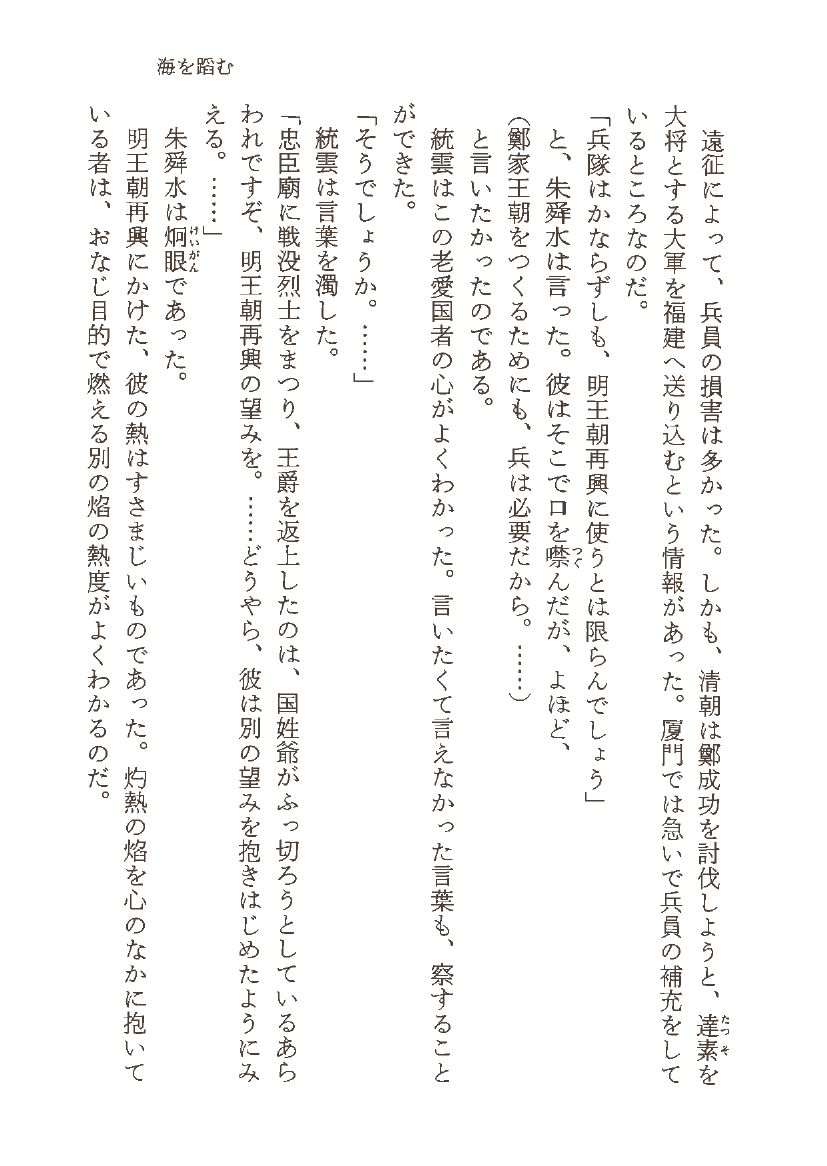 海を蹈む
遠征によって、兵員の損害は多かった。しかも、清朝は鄭成功を討伐しようと、達素を
大将とする大軍を福建へ送り込むという情報があった。厦門では急いで兵員の補充をして
いるところなのだ。
「兵隊はかならずしも、明王朝再興に使うとは限らんでしょう」
と、朱舜水は言った。彼はそこで口を噤んだが、よほど、
(鄭家王朝をつくるためにも、兵は必要だから。……)
と言いたかったのである。
統雲はこの老愛国者の心がよくわかった。言いたくて言えなかった言葉も、察すること
ができた。
「そうでしょうか。……」
統雲は言葉を濁した。
「忠臣廟に戦没烈士をまつり、王爵を返上したのは、国姓爺がふっ切ろうとしているあら
われですぞ、明王朝再興の望みを。……どうやら、彼は別の望みを抱きはじめたようにみ
える。……」
朱舜水は炯眼であった。
明王朝再興にかけた、彼の熱はすさまじいものであった。灼熱の焰を心のなかに抱いて
いる者は、おなじ目的で燃える別の焰の熱度がよくわかるのだ。